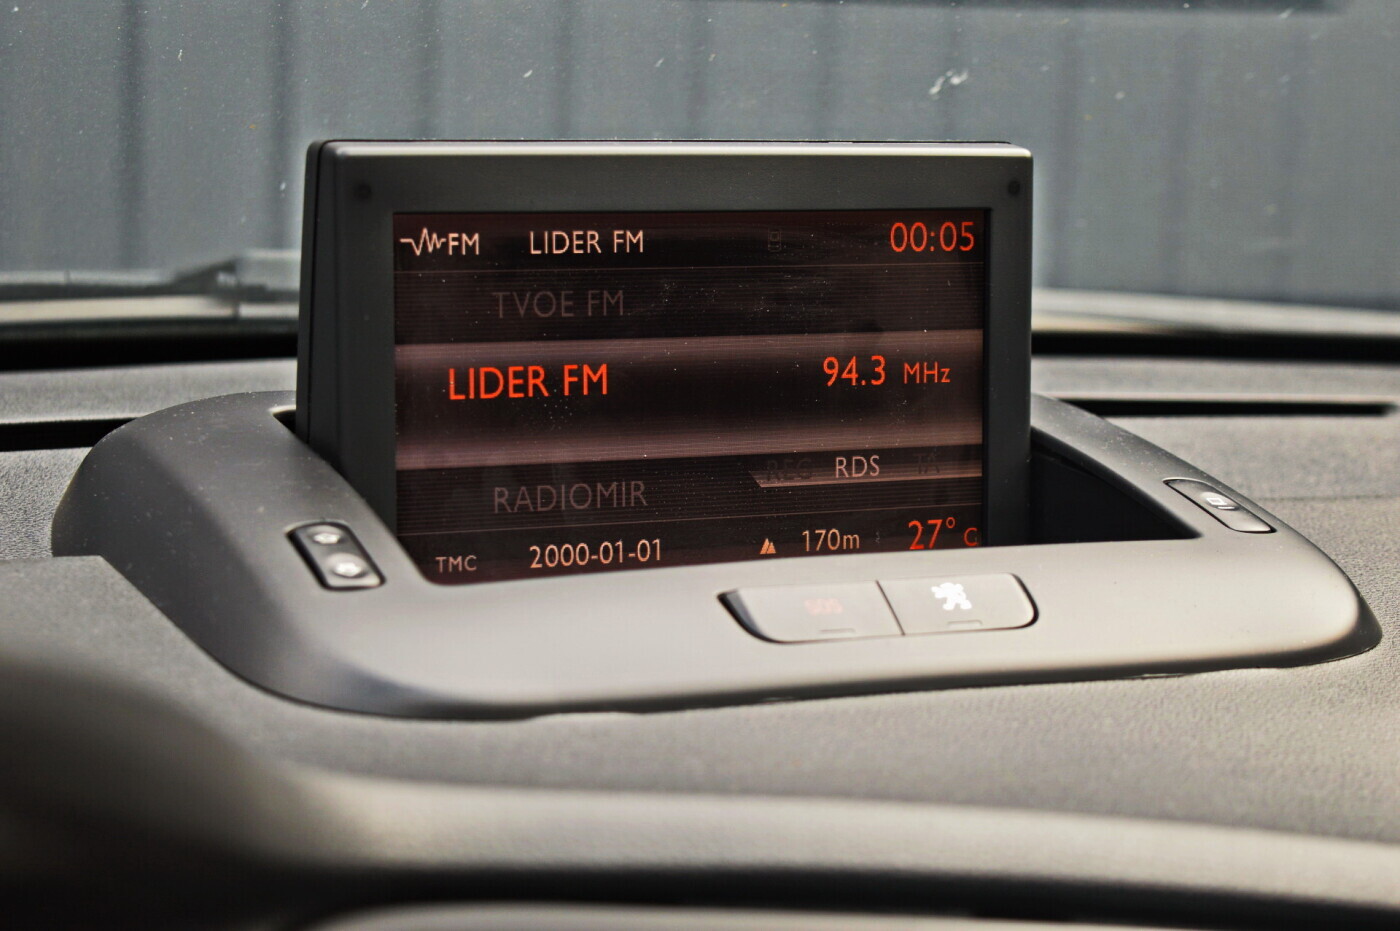 FM LIDER FM 00:05
TVOE FM
LIDER FM 94.3 MHz
REG RDS TA
RADIOMIR
TMC 2000-01-01 170m 27° C
SOS